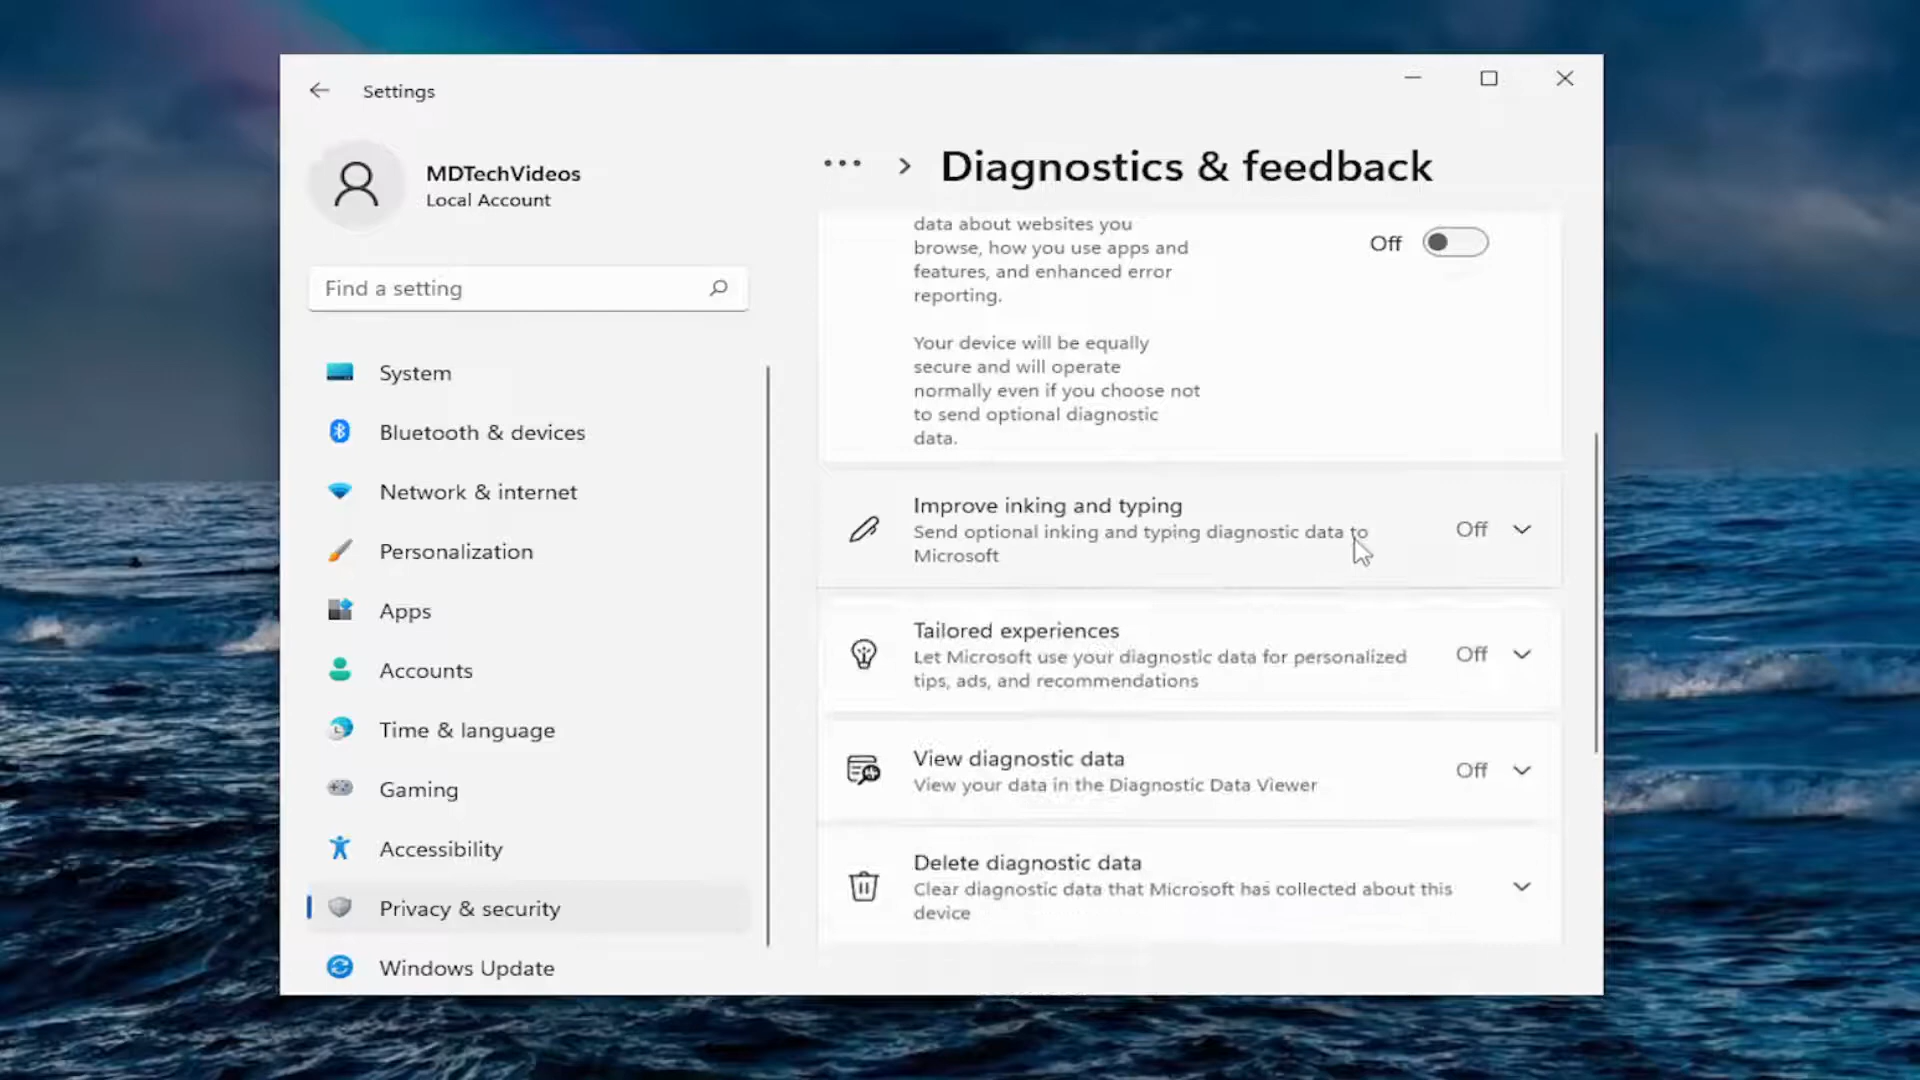 Settings
MDTechVideos
Local Account
Find a setting
System
Bluetooth & devices
Network & internet
Personalization
Apps
Accounts
Time & language
Gaming
Accessibility
Privacy & security
Windows Update
... > Diagnostics & feedback
data about websites you
browse, how you use apps and
features, and enhanced error
reporting.
Off
Your device will be equally
secure and will operate
normally even if you choose not
to send optional diagnostic
data.
Improve inking and typing
Send optional inking and typing diagnostic data to
Microsoft
Off
Tailored experiences
Let Microsoft use your diagnostic data for personalized
tips, ads, and recommendations
Off
View diagnostic data
View your data in the Diagnostic Data Viewer
Off
Delete diagnostic data
Clear diagnostic data that Microsoft has collected about this
device